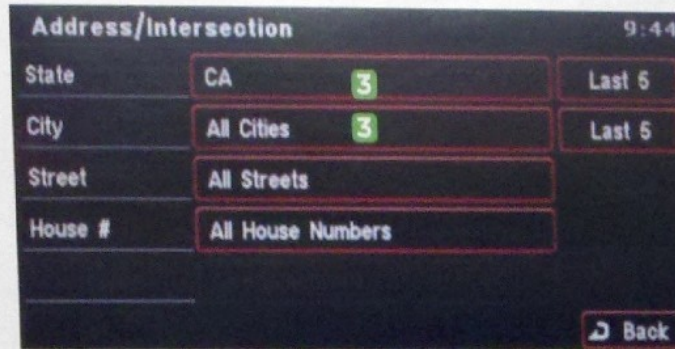 Address/Intersection 9:44
State CA 3 Last 5
City All Cities 3 Last 5
Street All Streets
House # All House Numbers
Back